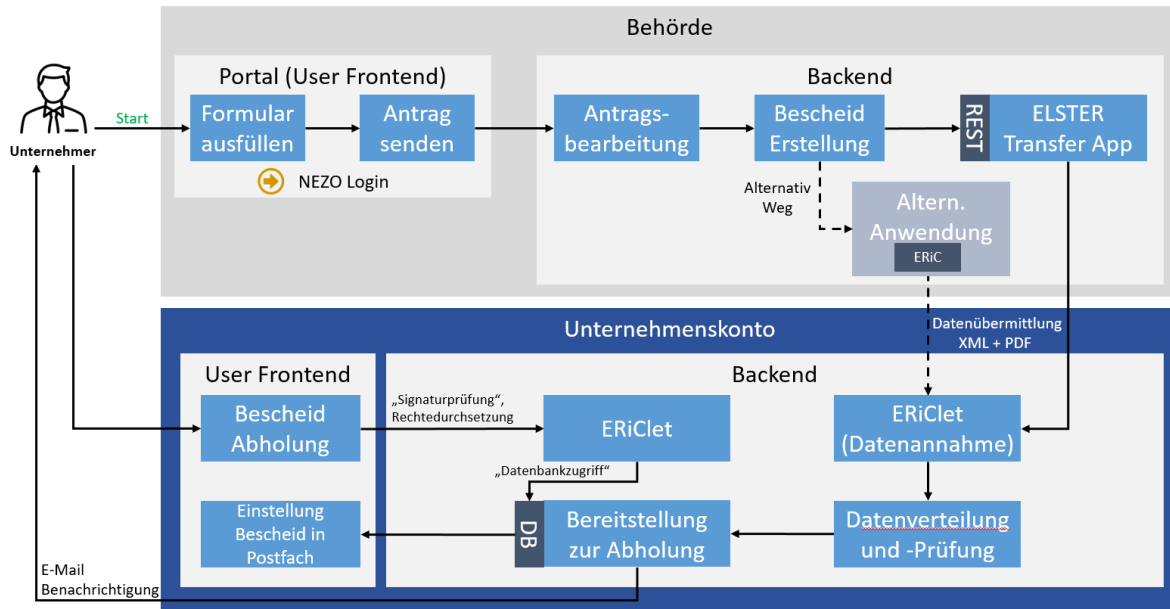 Behörde
Portal (User Frontend)
Backend
Unternehmer
Start
Formular
ausfüllen
Antrag
senden
NEZO Login
Antrags-
bearbeitung
Bescheid
Erstellung
REST
ELSTER
Transfer App
Alternativ
Weg
Altern.
Anwendung
ERiC
Unternehmenskonto
Datenübermittlung
XML + PDF
User Frontend
Backend
Bescheid
Abholung
„Signaturprüfung“,
Rechtedurchsetzung
ERiClet
ERiClet
(Datenannahme)
„Datenbankzugriff“
Einstellung
Bescheid in
Postfach
DB
Bereitstellung
zur Abholung
Datenverteilung
und -Prüfung
E-Mail
Benachrichtigung